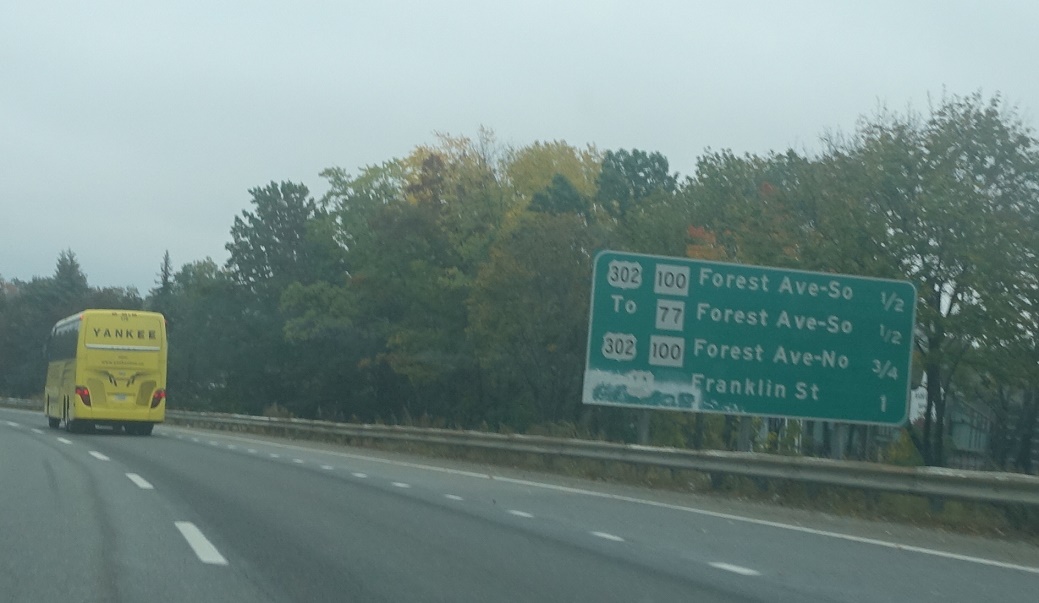 YANKEE
302 100 Forest Ave-So 1/2
To 77 Forest Ave-So 1/2
302 100 Forest Ave-No 3/4
Franklin St 1